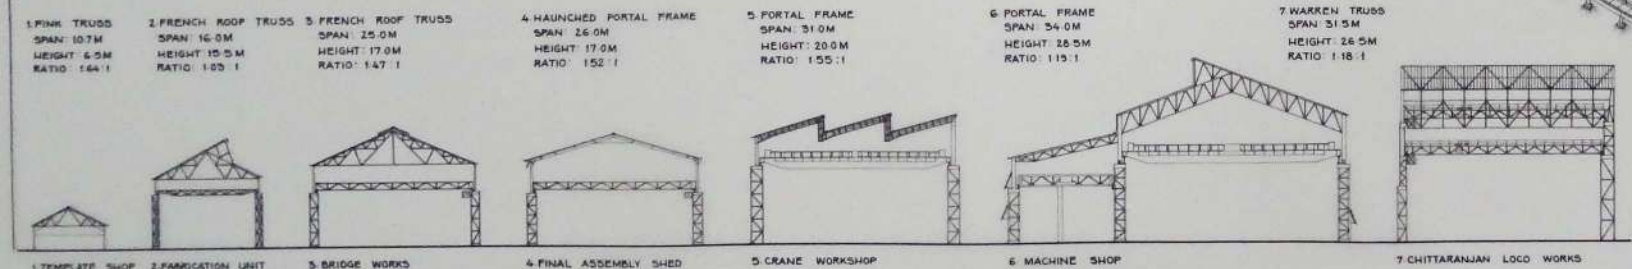 1. PINK TRUSS
SPAN: 10.7M
HEIGHT: 6.5M
RATIO: 1.64:1
2. FRENCH ROOF TRUSS
SPAN: 16.0M
HEIGHT: 15.5M
RATIO: 1.03:1
3. FRENCH ROOF TRUSS
SPAN: 25.0M
HEIGHT: 17.0M
RATIO: 1.47:1
4. HAUNCHED PORTAL FRAME
SPAN: 26.0M
HEIGHT: 17.0M
RATIO: 1.52:1
5. PORTAL FRAME
SPAN: 31.0M
HEIGHT: 20.0M
RATIO: 1.55:1
6. PORTAL FRAME
SPAN: 34.0M
HEIGHT: 28.5M
RATIO: 1.19:1
7. WARREN TRUSS
SPAN: 31.5M
HEIGHT: 26.5M
RATIO: 1.18:1
1. TEMPLATE SHOP
2. FABRICATION UNIT
3. BRIDGE WORKS
4. FINAL ASSEMBLY SHED
5. CRANE WORKSHOP
6. MACHINE SHOP
7. CHITTARANJAN LOCO WORKS